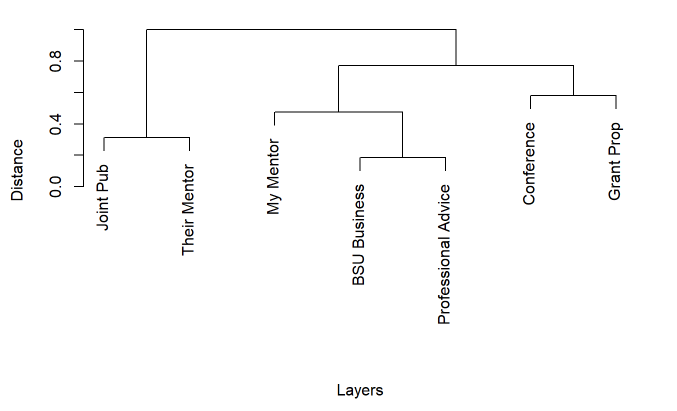 Distance
0.8
0.4
0.0
Joint Pub
Their Mentor
My Mentor
BSU Business
Professional Advice
Conference
Grant Prop
Layers